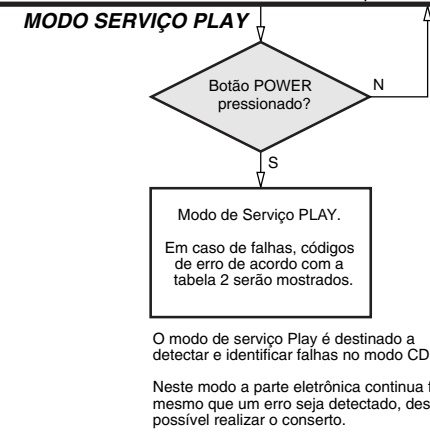 MODO SERVIÇO PLAY
Botão POWER
pressionado?
N
S
Modo de Serviço PLAY.
Em caso de falhas, códigos
de erro de acordo com a
tabela 2 serão mostrados.
O modo de serviço Play é destinado a
detectar e identificar falhas no modo CD
Neste modo a parte eletrônica continua
mesmo que um erro seja detectado,
possível realizar o conserto.